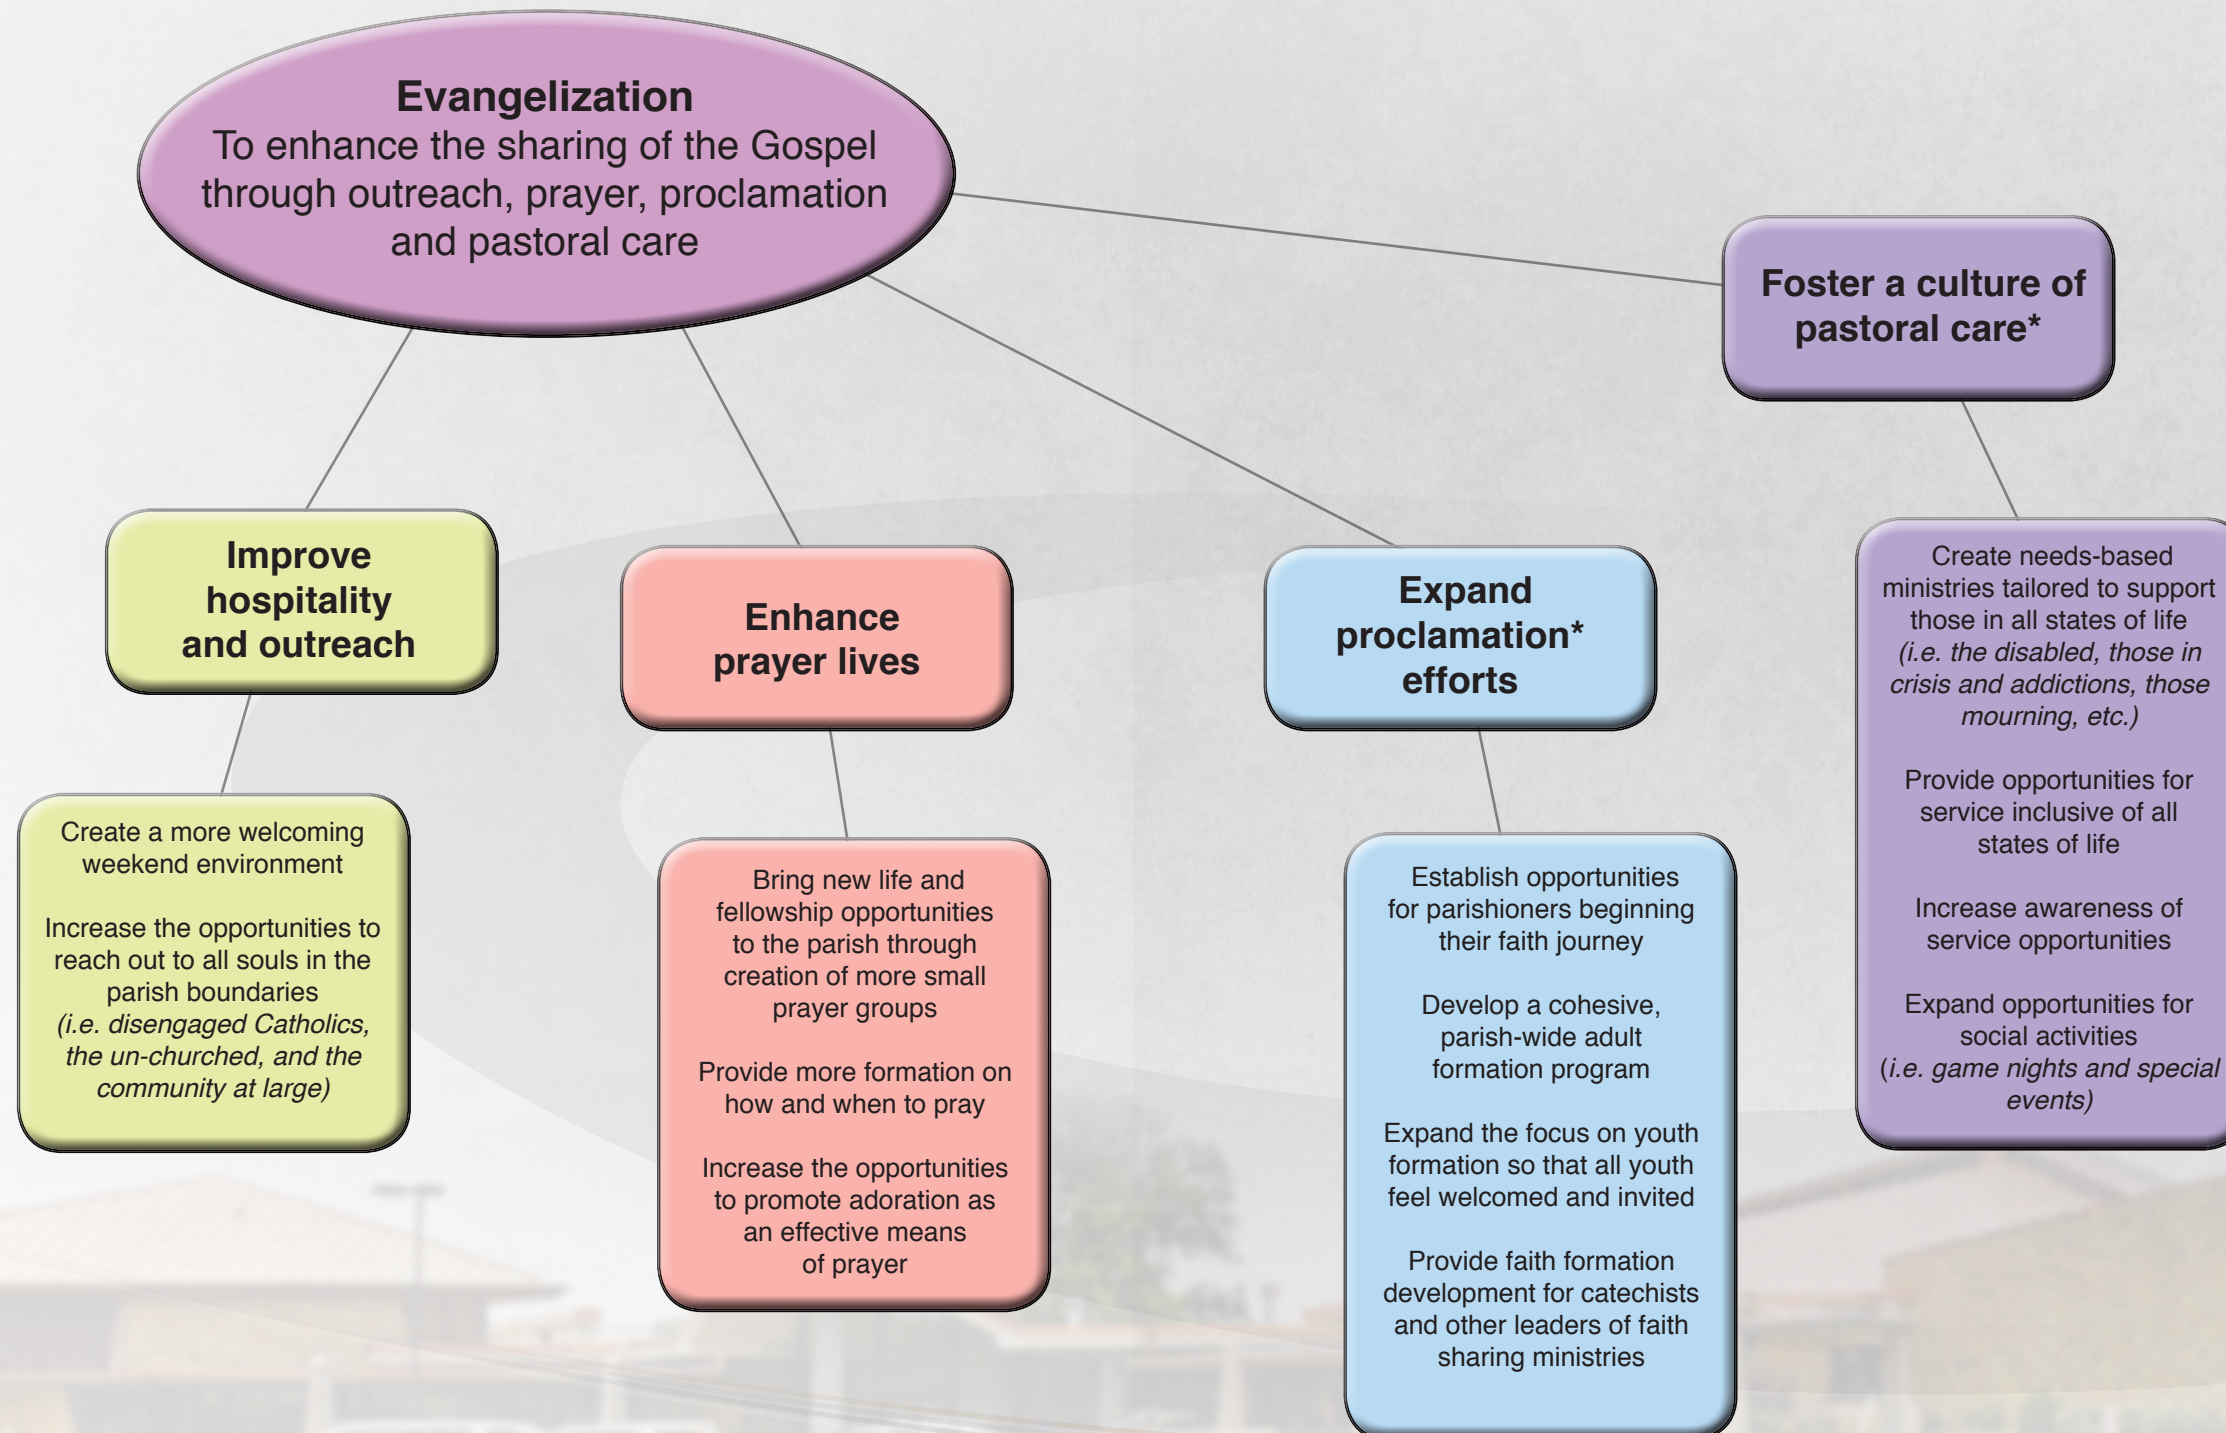 Evangelization
To enhance the sharing of the Gospel
through outreach, prayer, proclamation
and pastoral care
Foster a culture of
pastoral care*
Improve
hospitality
and outreach
Enhance
prayer lives
Expand
proclamation*
efforts
Create a more welcoming
weekend environment
Increase the opportunities to
reach out to all souls in the
parish boundaries
(i.e. disengaged Catholics,
the un-churched, and the
community at large)
Bring new life and
fellowship opportunities
to the parish through
creation of more small
prayer groups
Provide more formation on
how and when to pray
Increase the opportunities
to promote adoration as
an effective means
of prayer
Establish opportunities
for parishioners beginning
their faith journey
Develop a cohesive,
parish-wide adult
formation program
Expand the focus on youth
formation so that all youth
feel welcomed and invited
Provide faith formation
development for catechists
and other leaders of faith
sharing ministries
Create needs-based
ministries tailored to support
those in all states of life
(i.e. the disabled, those in
crisis and addictions, those
mourning, etc.)
Provide opportunities for
service inclusive of all
states of life
Increase awareness of
service opportunities
Expand opportunities for
social activities
(i.e. game nights and special
events)